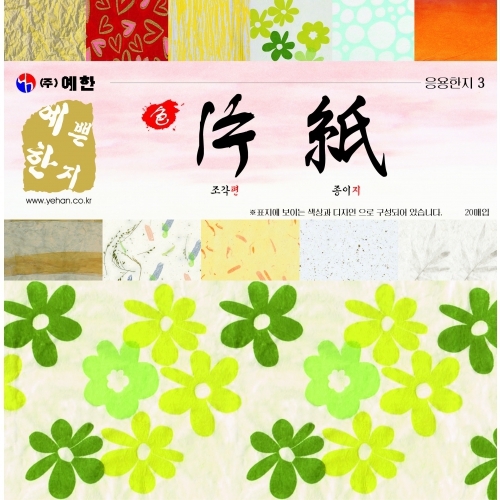 (주) 예한
응용한지 3
예쁜
한지
www.yehan.co.kr
色 片 紙
조각편 종이지
※표지에 보이는 색상과 디자인 으로 구성되어 있습니다. 20매입